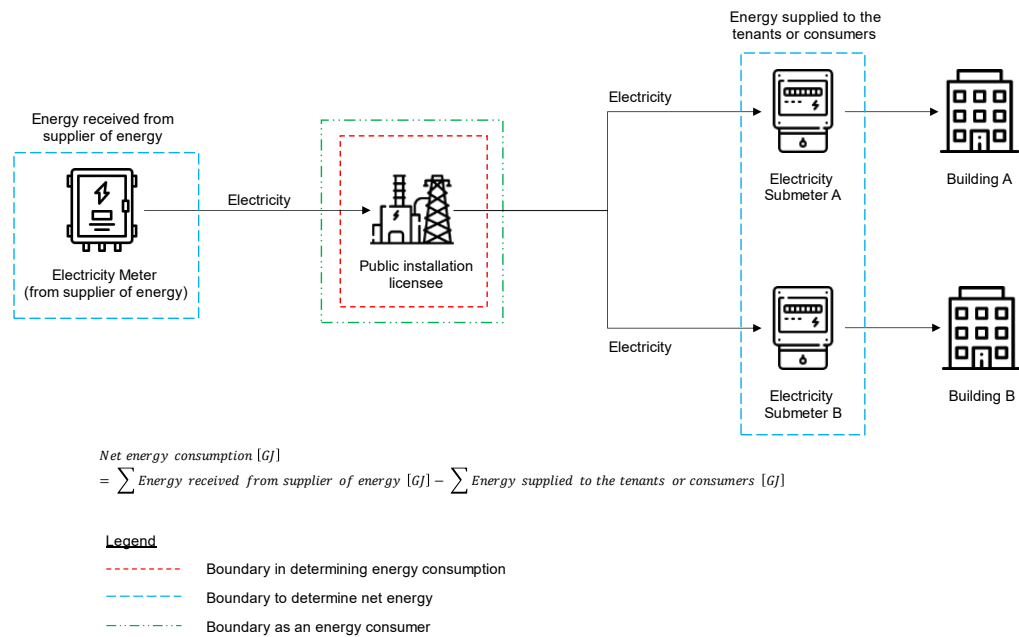 Energy supplied to the
tenants or consumers
Energy received from
supplier of energy
Electricity
Electricity
Electricity Meter
(from supplier of energy)
Public installation
licensee
Electricity
Submeter A
Building A
Electricity
Electricity
Submeter B
Building B
Net energy consumption [GJ]
= ∑ Energy received from supplier of energy [GJ] − ∑ Energy supplied to the tenants or consumers [GJ]
Legend
Boundary in determining energy consumption
Boundary to determine net energy
Boundary as an energy consumer